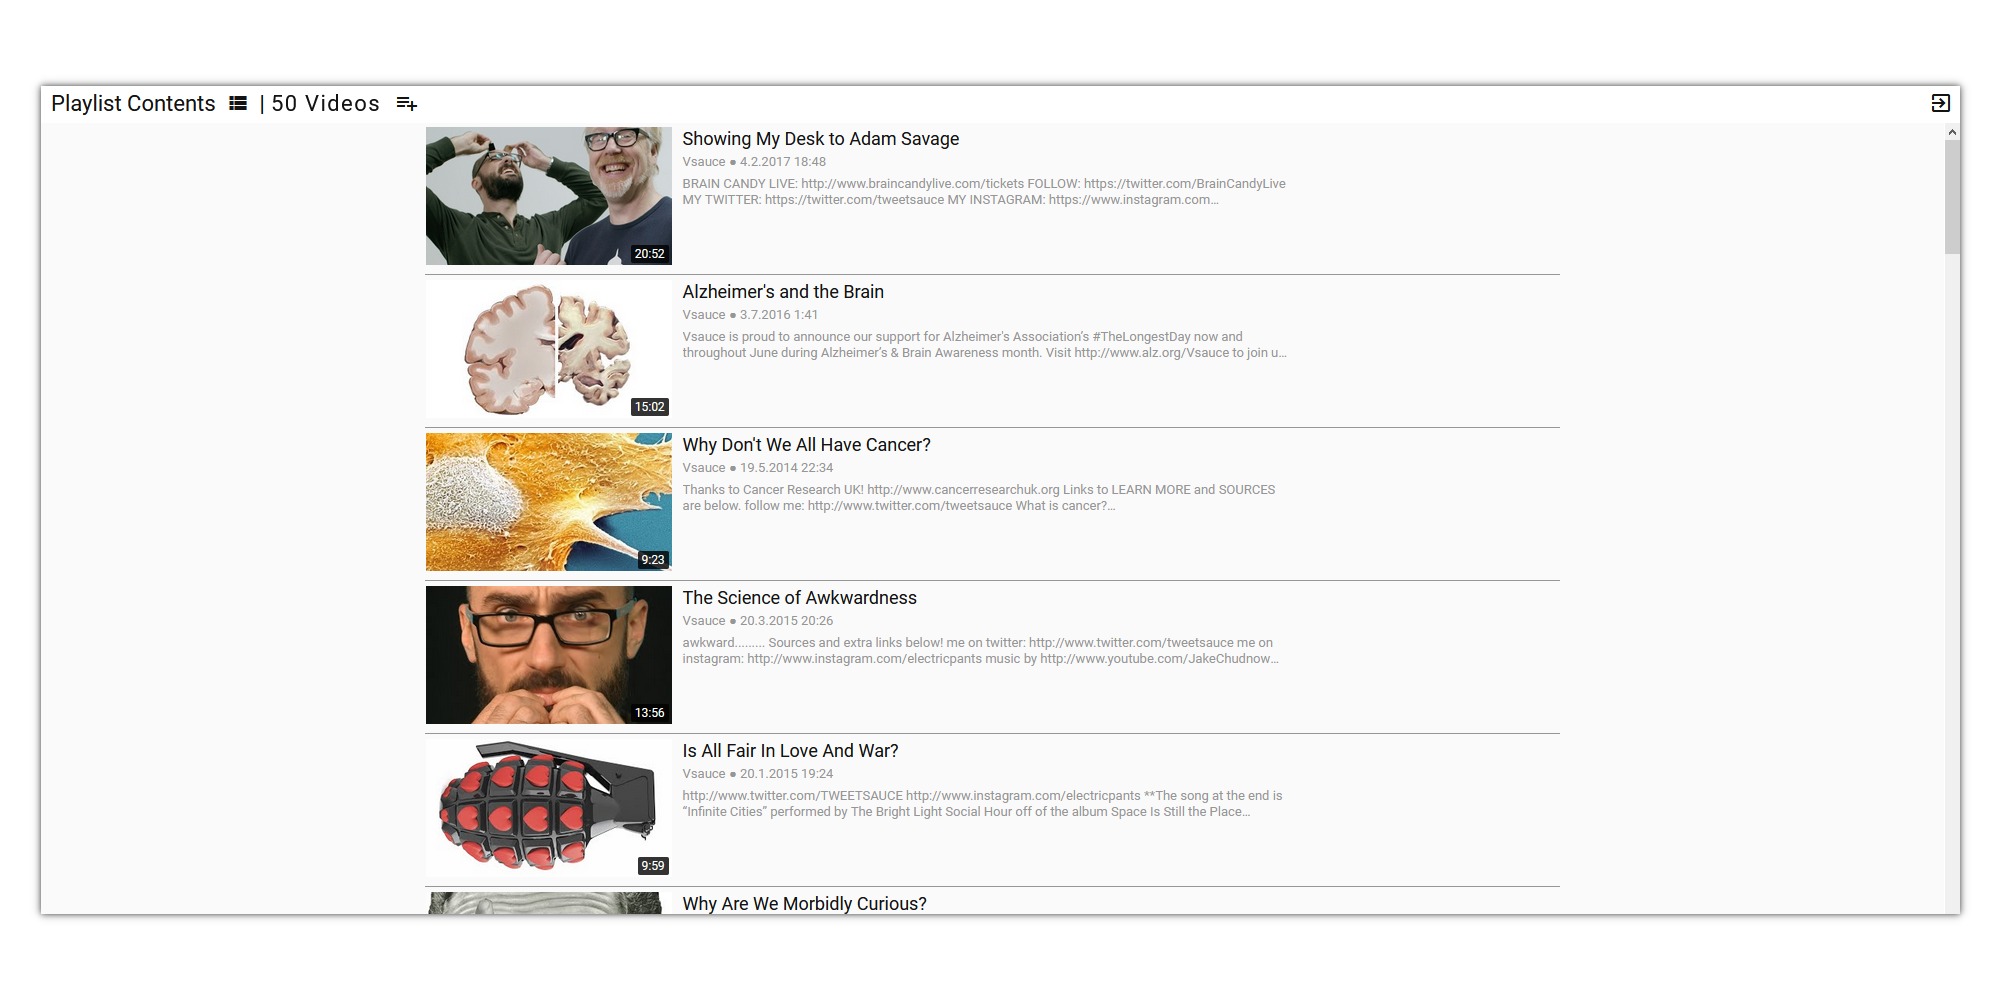 Playlist Contents | 50 Videos
Showing My Desk to Adam Savage
Vsauce ● 4.2.2017 18:48
BRAIN CANDY LIVE: http://www.braincandylive.com/tickets FOLLOW: https://twitter.com/BrainCandyLive
MY TWITTER: https://twitter.com/tweetsauce MY INSTAGRAM: https://www.instagram.com...
20:52
Alzheimer's and the Brain
Vsauce ● 3.7.2016 1:41
Vsauce is proud to announce our support for Alzheimer's Association's #TheLongestDay now and
throughout June during Alzheimer's & Brain Awareness month. Visit http://www.alz.org/Vsauce to join u...
15:02
Why Don't We All Have Cancer?
Vsauce ● 19.5.2014 22:34
Thanks to Cancer Research UK! http://www.cancerresearchuk.org Links to LEARN MORE and SOURCES
are below. follow me: http://www.twitter.com/tweetsauce What is cancer?...
9:23
The Science of Awkwardness
Vsauce ● 20.3.2015 20:26
awkward......... Sources and extra links below! me on twitter: http://www.twitter.com/tweetsauce me on
instagram: http://www.instagram.com/electricpants music by http://www.youtube.com/JakeChudnow...
13:56
Is All Fair In Love And War?
Vsauce ● 20.1.2015 19:24
http://www.twitter.com/TWEETSAUCE http://www.instagram.com/electricpants **The song at the end is
“Infinite Cities” performed by The Bright Light Social Hour off of the album Space Is Still the Place...
9:59
Why Are We Morbidly Curious?